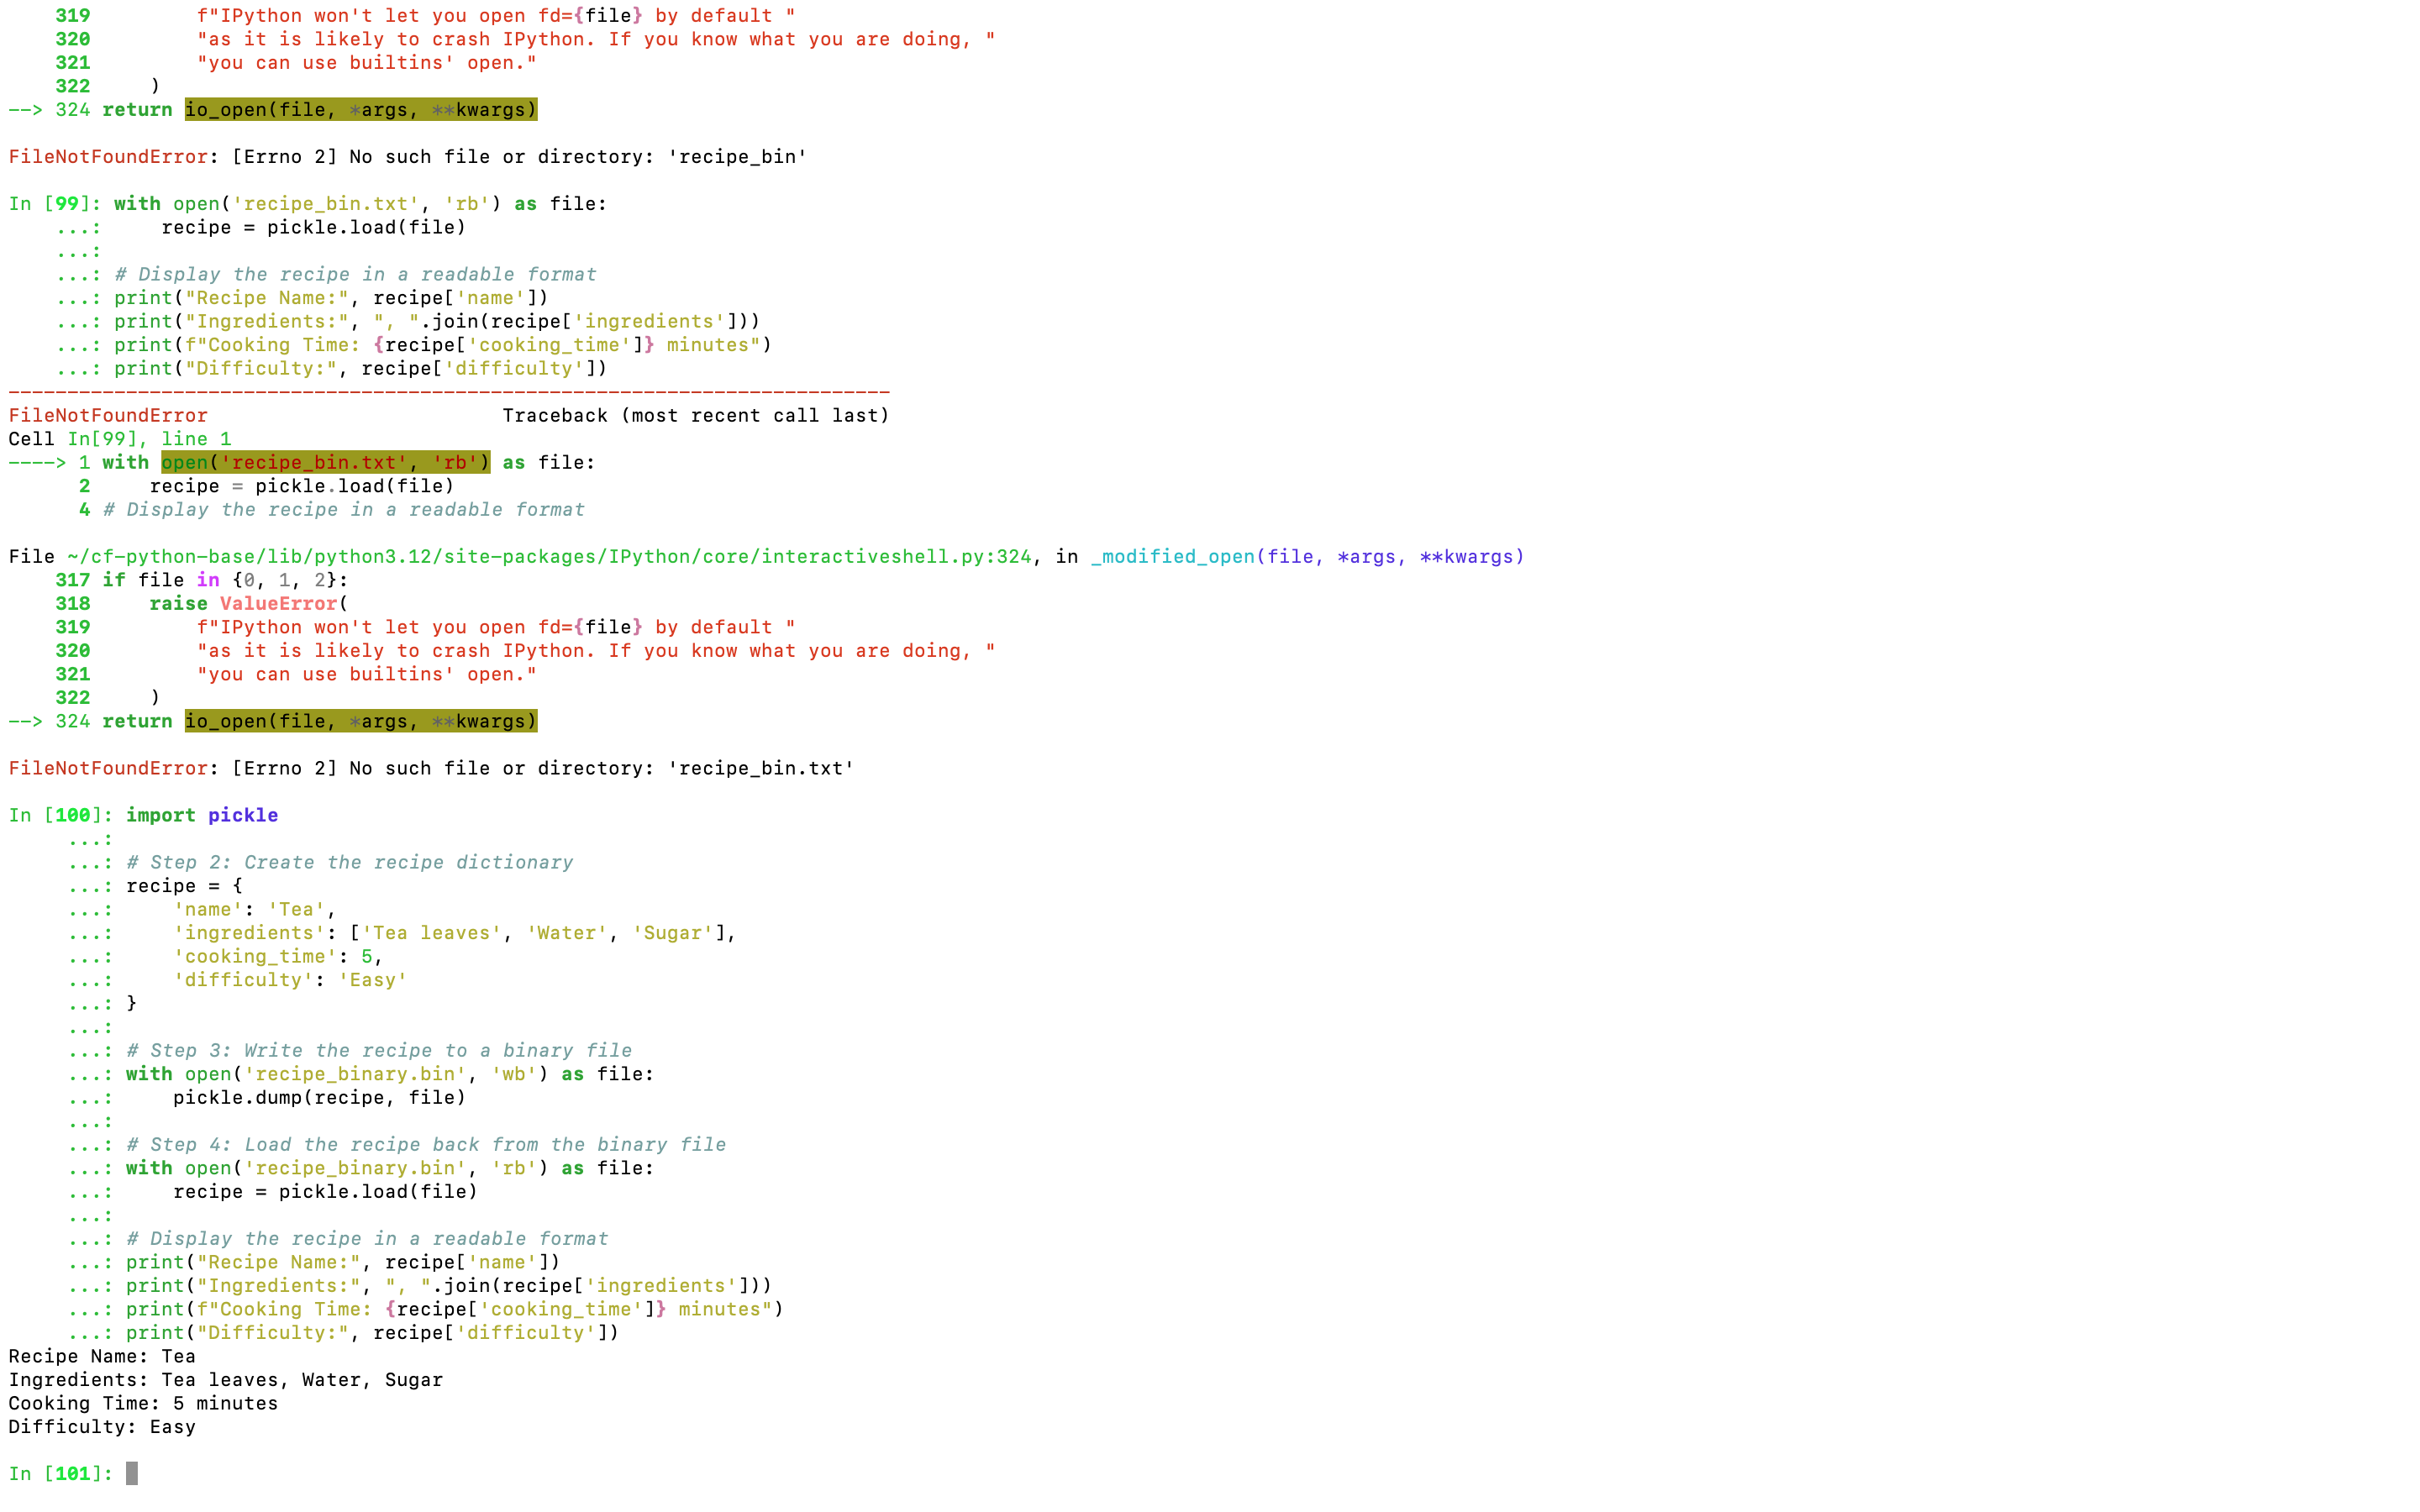 319         f"IPython won't let you open fd={file} by default "
    320         "as it is likely to crash IPython. If you know what you are doing, "
    321         "you can use builtins' open."
    322     )
--> 324 return io_open(file, *args, **kwargs)

FileNotFoundError: [Errno 2] No such file or directory: 'recipe_bin'

In [99]: with open('recipe_bin.txt', 'rb') as file:
    ...:     recipe = pickle.load(file)
    ...:
    ...: # Display the recipe in a readable format
    ...: print("Recipe Name:", recipe['name'])
    ...: print("Ingredients:", ", ".join(recipe['ingredients']))
    ...: print(f"Cooking Time: {recipe['cooking_time']} minutes")
    ...: print("Difficulty:", recipe['difficulty'])
---------------------------------------------------------------------------
FileNotFoundError                         Traceback (most recent call last)
Cell In[99], line 1
----> 1 with open('recipe_bin.txt', 'rb') as file:
      2     recipe = pickle.load(file)
      4 # Display the recipe in a readable format

File ~/cf-python-base/lib/python3.12/site-packages/IPython/core/interactiveshell.py:324, in _modified_open(file, *args, **kwargs)
    317 if file in {0, 1, 2}:
    318     raise ValueError(
    319         f"IPython won't let you open fd={file} by default "
    320         "as it is likely to crash IPython. If you know what you are doing, "
    321         "you can use builtins' open."
    322     )
--> 324 return io_open(file, *args, **kwargs)

FileNotFoundError: [Errno 2] No such file or directory: 'recipe_bin.txt'

In [100]: import pickle
     ...:
     ...: # Step 2: Create the recipe dictionary
     ...: recipe = {
     ...:     'name': 'Tea',
     ...:     'ingredients': ['Tea leaves', 'Water', 'Sugar'],
     ...:     'cooking_time': 5,
     ...:     'difficulty': 'Easy'
     ...: }
     ...:
     ...: # Step 3: Write the recipe to a binary file
     ...: with open('recipe_binary.bin', 'wb') as file:
     ...:     pickle.dump(recipe, file)
     ...:
     ...: # Step 4: Load the recipe back from the binary file
     ...: with open('recipe_binary.bin', 'rb') as file:
     ...:     recipe = pickle.load(file)
     ...:
     ...: # Display the recipe in a readable format
     ...: print("Recipe Name:", recipe['name'])
     ...: print("Ingredients:", ", ".join(recipe['ingredients']))
     ...: print(f"Cooking Time: {recipe['cooking_time']} minutes")
     ...: print("Difficulty:", recipe['difficulty'])
Recipe Name: Tea
Ingredients: Tea leaves, Water, Sugar
Cooking Time: 5 minutes
Difficulty: Easy

In [101]: